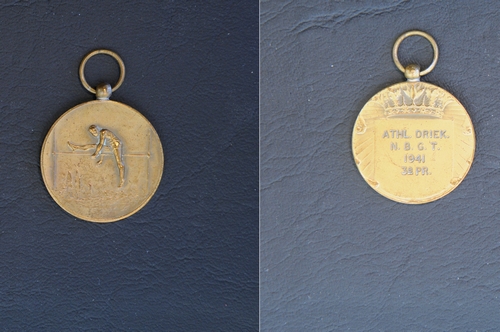 ATHL. DRIEK.
N. B. G. T.
1941
3e PR.